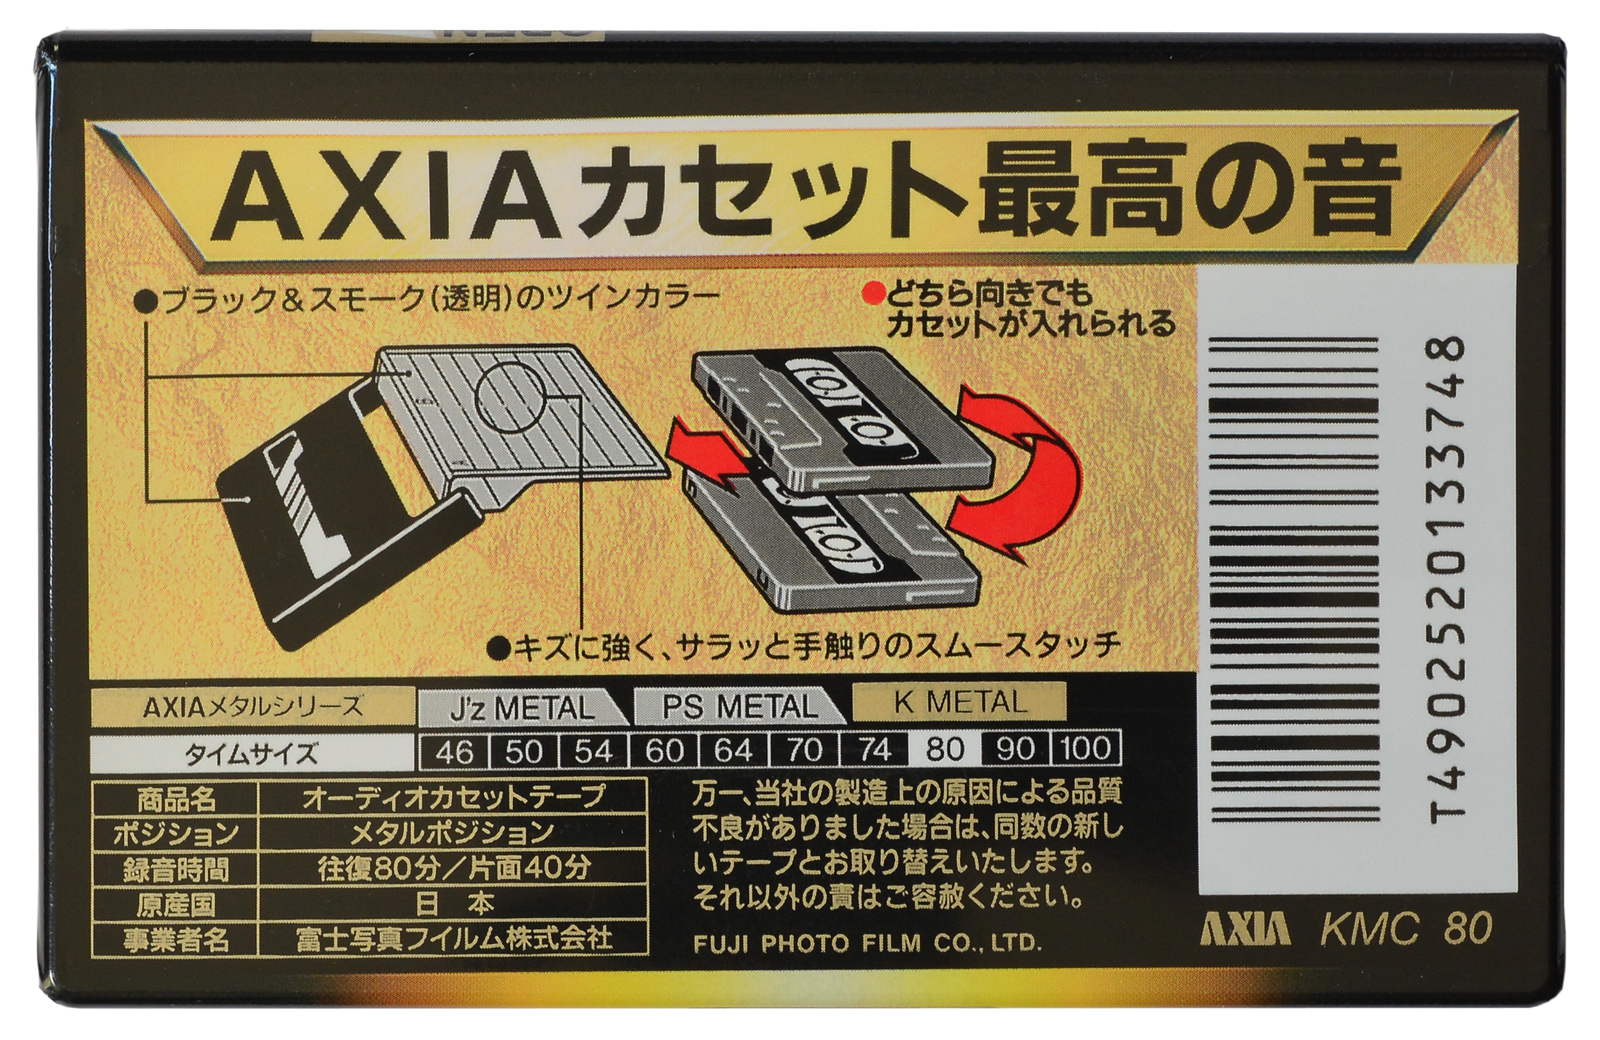 OPEN
AXIAカセット最高の音
●ブラック&スモーク(透明)のツインカラー
●どちら向きでも
カセットが入れられる
●キズに強く、サラッと手触りのスムースタッチ
T4902520133748
AXIAメタルシリーズ J'z METAL PS METAL K METAL
タイムサイズ 46 50 54 60 64 70 74 80 90 100
商品名 オーディオカセットテープ
ポジション メタルポジション
録音時間 往復80分/片面40分
原産国 日本
事業者名 富士写真フイルム株式会社
万一、当社の製造上の原因による品質
不良がありました場合は、同数の新し
いテープとお取り替えいたします。
それ以外の責はご容赦ください。
FUJI PHOTO FILM CO., LTD.
AXIA KMC 80